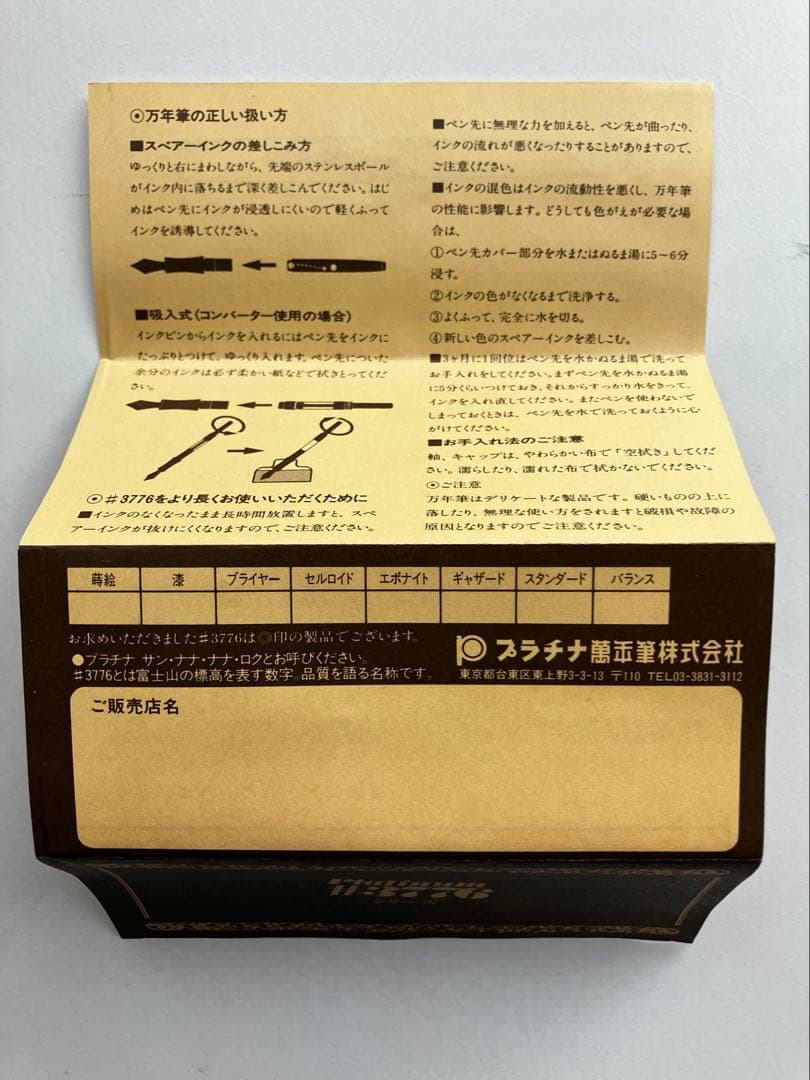 ⦿万年筆の正しい扱い方
■スペアーインクの差しこみ方
ゆっくりと右にまわしながら、先端のステンレスボール
がインク内に落ちるまで深く差しこんでください。はじ
めはペン先にインクが浸透しにくいので軽くふって
インクを誘導してください。
■吸入式(コンバーター使用の場合)
インクビンからインクを入れるにはペン先をインクに
たっぷりとつけて、ゆっくり入れます。ペン先についた
余分のインクは必ず柔かい紙などで拭きとってくだ
さい。
⦿#3776をより長くお使いいただくために
■インクのなくなったまま長時間放置しますと、スペ
アーインクが抜けにくくなりますので、ご注意ください。
■ペン先に無理な力を加えると、ペン先が曲ったり、
インクの流れが悪くなったりすることがありますので、
ご注意ください。
■インクの混色はインクの流動性を悪くし、万年筆
の性能に影響します。どうしても色がえが必要な場
合は、
①ペン先カバー部分を水またはぬるま湯に5~6分
浸す。
②インクの色がなくなるまで洗浄する。
③よくふって、完全に水を切る。
④新しい色のスペアーインクを差しこむ。
■3ヶ月に1回位はペン先を水かぬるま湯で洗って
お手入れをしてください。まずペン先を水かぬるま湯
に5分くらいつけておき、それからすっかり水をきって、
インクを入れ直してください。またペンを使わないで
しまっておくときは、ペン先を水で洗っておくように心
がけてください。
■お手入れ法のご注意
軸、キャップは、やわらかい布で「空拭き」してくだ
さい。濡らしたり、濡れた布で拭かないでください。
⦿ご注意
万年筆はデリケートな製品です。硬いものの上に
落したり、無理な使い方をされますと破損や故障の
原因となりますのでご注意ください。
蒔絵 漆 ブライヤー セルロイド エボナイト ギャザード スタンダード バランス
お求めいただきました#3776は◎印の製品でございます。
●プラチナ サン・ナナ・ナナ・ロクとお呼びください。
#3776とは富士山の標高を表す数字。品質を語る名称です。
プラチナ萬年筆株式会社
東京都台東区東上野3-3-13 〒110 TEL03-3831-3112
ご販売店名